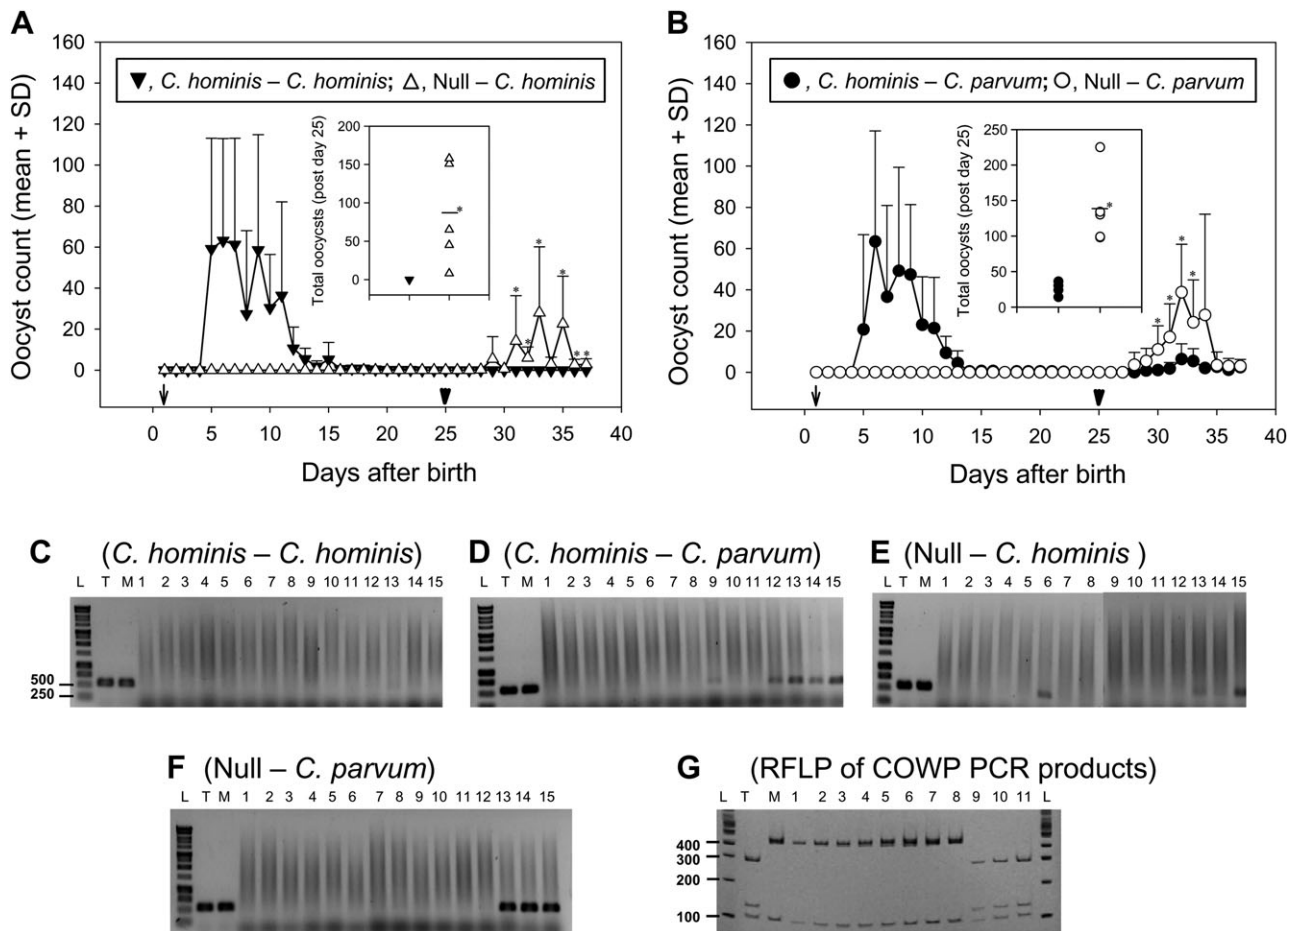 A
B
160
140
120
100
80
60
40
20
0
Oocyst count (mean + SD)
▼, C. hominis – C. hominis; △, Null – C. hominis
200
150
100
50
0
Total oocycsts (post day 25)
*
* * * * * *
0 5 10 15 20 25 30 35 40
Days after birth
160
140
120
100
80
60
40
20
0
Oocyst count (mean + SD)
●, C. hominis – C. parvum; ○, Null – C. parvum
250
200
150
100
50
0
Total oocysts (post day 25)
*
* * * *
0 5 10 15 20 25 30 35 40
Days after birth
C (C. hominis – C. hominis)
L T M 1 2 3 4 5 6 7 8 9 10 11 12 13 14 15
500
250
D (C. hominis – C. parvum)
L T M 1 2 3 4 5 6 7 8 9 10 11 12 13 14 15
E (Null – C. hominis )
L T M 1 2 3 4 5 6 7 8 9 10 11 12 13 14 15
F (Null – C. parvum)
L T M 1 2 3 4 5 6 7 8 9 10 11 12 13 14 15
G (RFLP of COWP PCR products)
L T M 1 2 3 4 5 6 7 8 9 10 11 L
400
300
200
100